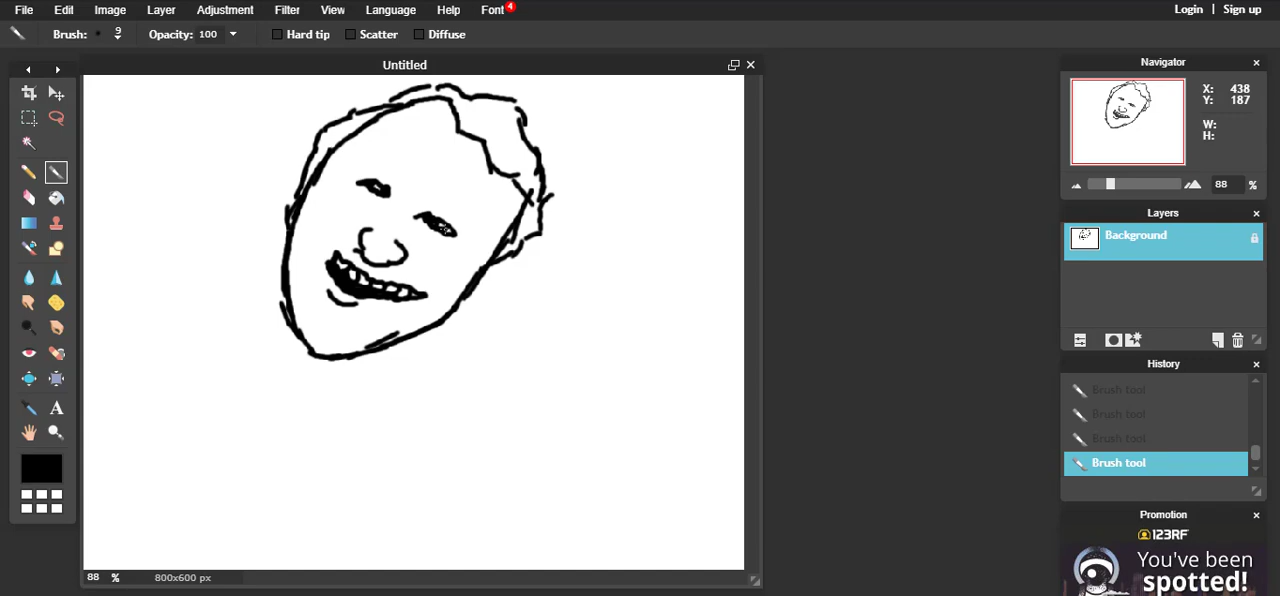 File Edit Image Layer Adjustment Filter View Language Help Font 4 Login | Sign up
Brush: 9 Opacity: 100 Hard tip Scatter Diffuse
Untitled
Navigator
X: 438
Y: 187
W:
H:
88 %
Layers
Background
History
Brush tool
Brush tool
Brush tool
Brush tool
Promotion
123RF
You've been
spotted!
A
88 % 800x600 px